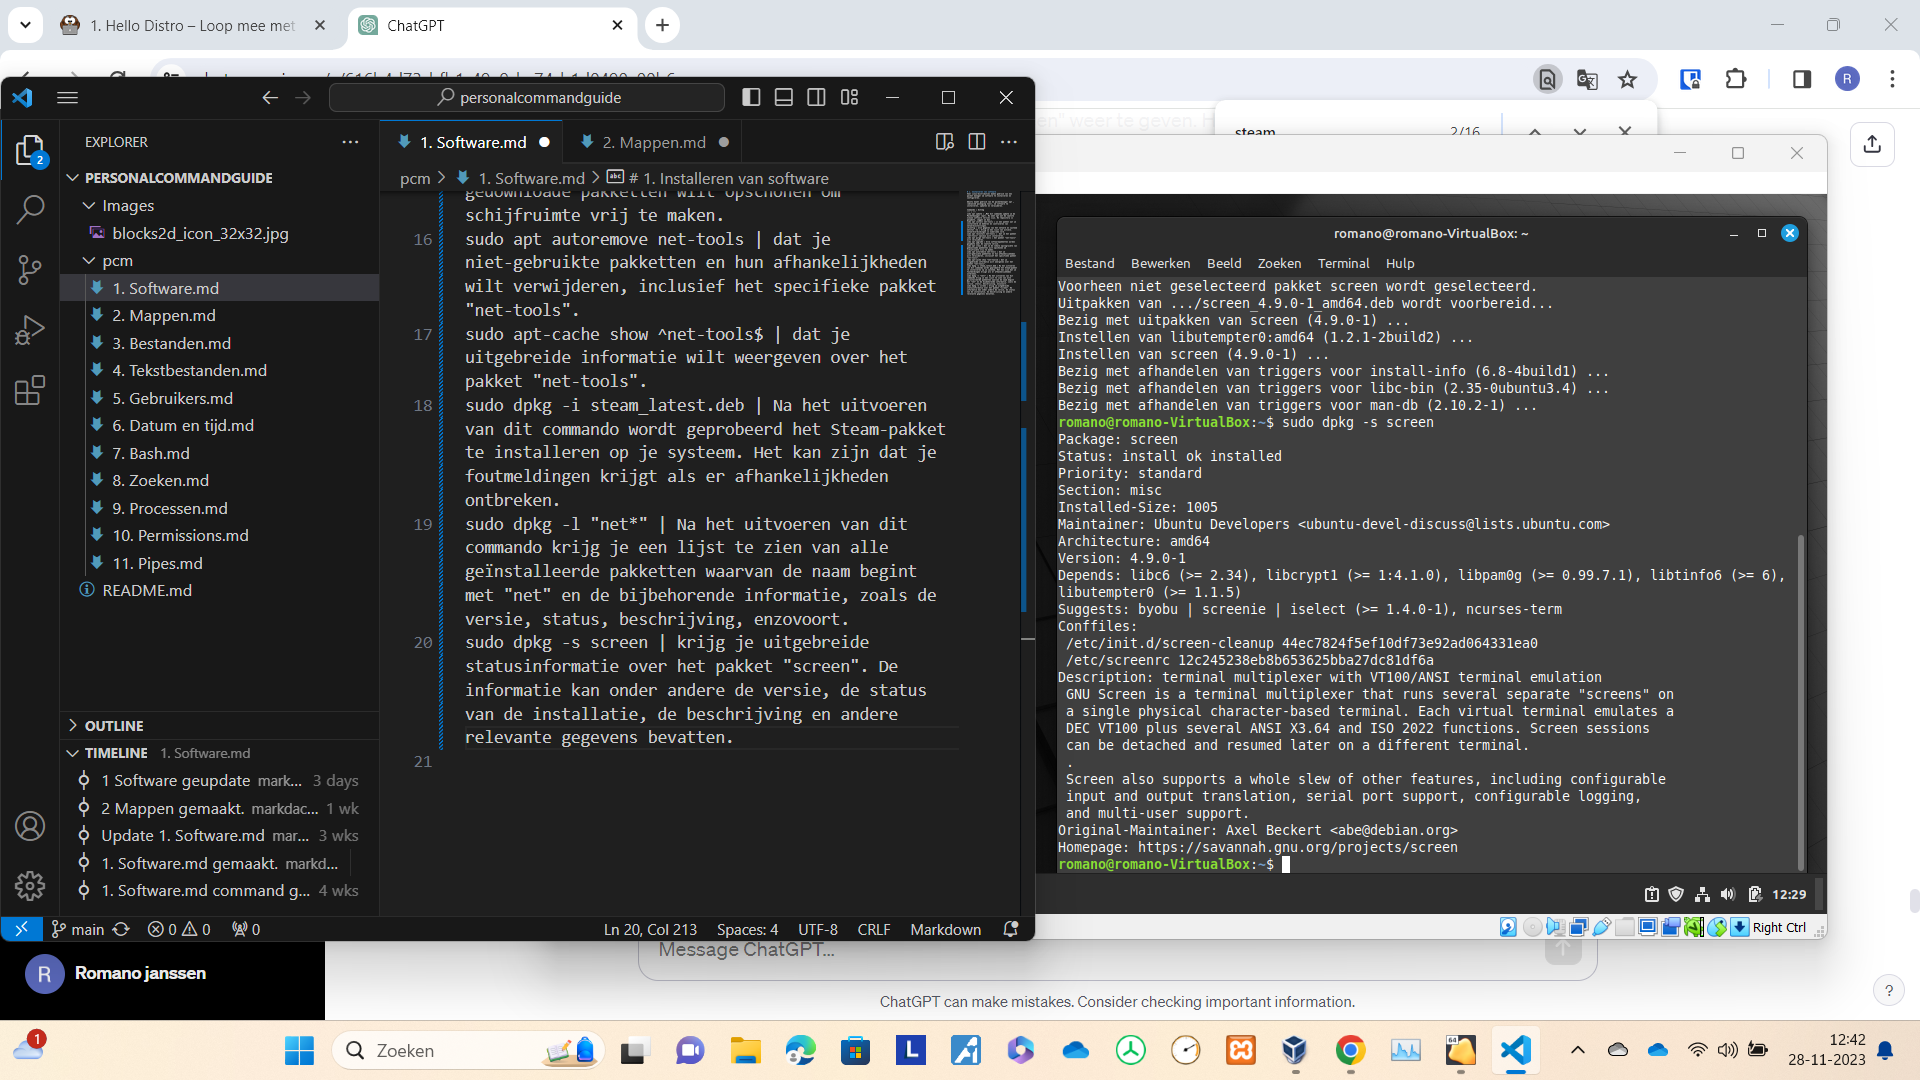 1. Hello Distro – Loop mee met
ChatGPT
R
steam
2/16
personalcommandguide
EXPLORER
1. Software.md
2. Mappen.md
pcm > 1. Software.md > # 1. Installeren van software
PERSONALCOMMANDGUIDE
Images
blocks2d_icon_32x32.jpg
pcm
1. Software.md
2. Mappen.md
3. Bestanden.md
4. Tekstbestanden.md
5. Gebruikers.md
6. Datum en tijd.md
7. Bash.md
8. Zoeken.md
9. Processen.md
10. Permissions.md
11. Pipes.md
README.md
OUTLINE
TIMELINE 1. Software.md
1 Software geupdate mark... 3 days
2 Mappen gemaakt. markdac... 1 wk
Update 1. Software.md mar... 3 wks
1. Software.md gemaakt. markd...
1. Software.md command g... 4 wks
2
gedownloade pakketten wilt opschonen om
schijfruimte vrij te maken.
16 sudo apt autoremove net-tools | dat je
niet-gebruikte pakketten en hun afhankelijkheden
wilt verwijderen, inclusief het specifieke pakket
"net-tools".
17 sudo apt-cache show ^net-tools$ | dat je
uitgebreide informatie wilt weergeven over het
pakket "net-tools".
18 sudo dpkg -i steam_latest.deb | Na het uitvoeren
van dit commando wordt geprobeerd het Steam-pakket
te installeren op je systeem. Het kan zijn dat je
foutmeldingen krijgt als er afhankelijkheden
ontbreken.
19 sudo dpkg -l "net*" | Na het uitvoeren van dit
commando krijg je een lijst te zien van alle
geïnstalleerde pakketten waarvan de naam begint
met "net" en de bijbehorende informatie, zoals de
versie, status, beschrijving, enzovoort.
20 sudo dpkg -s screen | krijg je uitgebreide
statusinformatie over het pakket "screen". De
informatie kan onder andere de versie, de status
van de installatie, de beschrijving en andere
relevante gegevens bevatten.
21
main 0 0 0
Ln 20, Col 213 Spaces: 4 UTF-8 CRLF Markdown
en" weer te geven. H
romano@romano-VirtualBox: ~
Bestand Bewerken Beeld Zoeken Terminal Hulp
Voorheen niet geselecteerd pakket screen wordt geselecteerd.
Uitpakken van .../screen_4.9.0-1_amd64.deb wordt voorbereid...
Bezig met uitpakken van screen (4.9.0-1) ...
Instellen van libutempter0:amd64 (1.2.1-2build2) ...
Instellen van screen (4.9.0-1) ...
Bezig met afhandelen van triggers voor install-info (6.8-4build1) ...
Bezig met afhandelen van triggers voor libc-bin (2.35-0ubuntu3.4) ...
Bezig met afhandelen van triggers voor man-db (2.10.2-1) ...
romano@romano-VirtualBox:~$ sudo dpkg -s screen
Package: screen
Status: install ok installed
Priority: standard
Section: misc
Installed-Size: 1005
Maintainer: Ubuntu Developers <ubuntu-devel-discuss@lists.ubuntu.com>
Architecture: amd64
Version: 4.9.0-1
Depends: libc6 (>= 2.34), libcrypt1 (>= 1:4.1.0), libpam0g (>= 0.99.7.1), libtinfo6 (>= 6),
libutempter0 (>= 1.1.5)
Suggests: byobu | screenie | iselect (>= 1.4.0-1), ncurses-term
Conffiles:
/etc/init.d/screen-cleanup 44ec7824f5ef10df73e92ad064331ea0
/etc/screenrc 12c245238eb8b653625bba27dc81df6a
Description: terminal multiplexer with VT100/ANSI terminal emulation
GNU Screen is a terminal multiplexer that runs several separate "screens" on
a single physical character-based terminal. Each virtual terminal emulates a
DEC VT100 plus several ANSI X3.64 and ISO 2022 functions. Screen sessions
can be detached and resumed later on a different terminal.
.
Screen also supports a whole slew of other features, including configurable
input and output translation, serial port support, configurable logging,
and multi-user support.
Original-Maintainer: Axel Beckert <abe@debian.org>
Homepage: https://savannah.gnu.org/projects/screen
romano@romano-VirtualBox:~$
12:29
Right Ctrl
R Romano janssen
Message ChatGPT...
ChatGPT can make mistakes. Consider checking important information.
?
1
Zoeken
L
64
12:42
28-11-2023